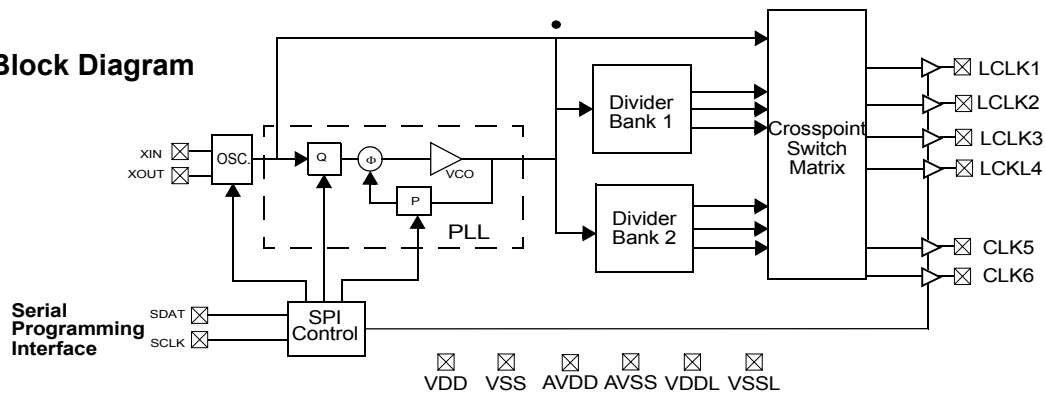 Block Diagram
XIN
XOUT
OSC.
Q
Φ
VCO
P
PLL
Divider
Bank 1
Divider
Bank 2
Crosspoint
Switch
Matrix
LCLK1
LCLK2
LCLK3
LCKL4
CLK5
CLK6
Serial
Programming
Interface
SDAT
SCLK
SPI
Control
VDD VSS AVDD AVSS VDDL VSSL